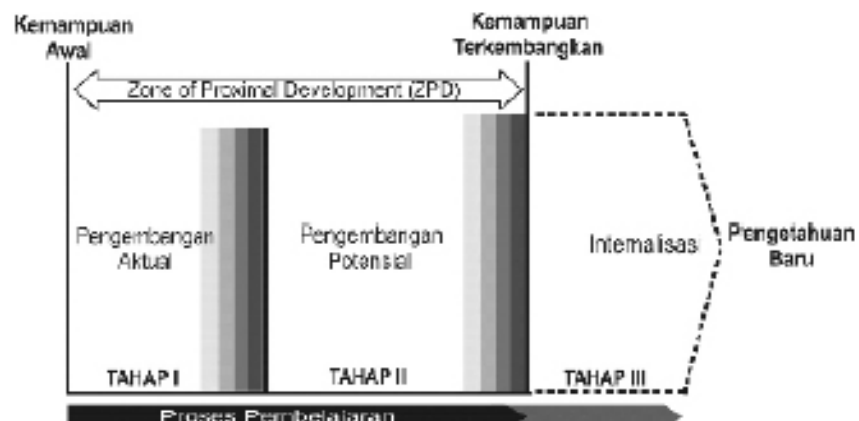 Kemampuan
Awal
Kemampuan
Terkembangkan
Zone of Proximal Development (ZPD)
Pengembangan
Aktual
Pengembangan
Potensial
Internalisasi
Pengetahuan
Baru
TAHAP I
TAHAP II
TAHAP III
Proses Pembelajaran